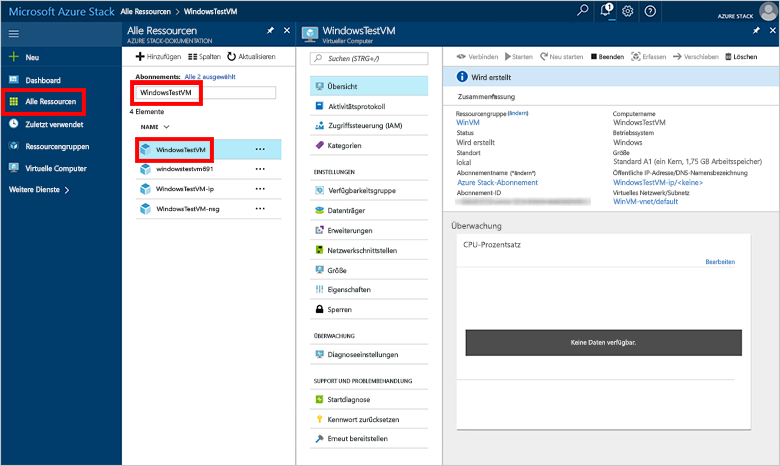 Microsoft Azure Stack Alle Ressourcen > WindowsTestVM
1
AZURE STACK
Neu
Dashboard
Alle Ressourcen
Zuletzt verwendet
Ressourcengruppen
Virtuelle Computer
Weitere Dienste >
Alle Ressourcen
AZURE STACK-DOKUMENTATION
Hinzufügen Spalten Aktualisieren
Abonnements: Alle 2 ausgewählt
WindowsTestVM
4 Elemente
NAME
WindowsTestVM ...
windowstestvm691 ...
WindowsTestVM-ip ...
WindowsTestVM-nsg ...
WindowsTestVM
Virtueller Computer
Suchen (STRG+/)
Übersicht
Aktivitätsprotokoll
Zugriffssteuerung (IAM)
Kategorien
EINSTELLUNGEN
Verfügbarkeitsgruppe
Datenträger
Erweiterungen
Netzwerkschnittstellen
Größe
Eigenschaften
Sperren
ÜBERWACHUNG
Diagnoseeinstellungen
SUPPORT UND PROBLEMBEHANDLUNG
Startdiagnose
Kennwort zurücksetzen
Erneut bereitstellen
Verbinden Starten Neu starten Beenden Erfassen Verschieben Löschen
Wird erstellt
Zusammenfassung
Ressourcengruppe (ändern)
WinVM
Status
Wird erstellt
Standort
lokal
Abonnementname (*ändern*)
Azure Stack-Abonnement
Abonnement-ID
Computername
WindowsTestVM
Betriebssystem
Windows
Größe
Standard A1 (ein Kern, 1,75 GB Arbeitsspeicher)
Öffentliche IP-Adresse/DNS-Namensbezeichnung
WindowsTestVM-ip/<keine>
Virtuelles Netzwerk/Subnetz
WinVM-vnet/default
Überwachung
CPU-Prozentsatz
Bearbeiten
Keine Daten verfügbar.